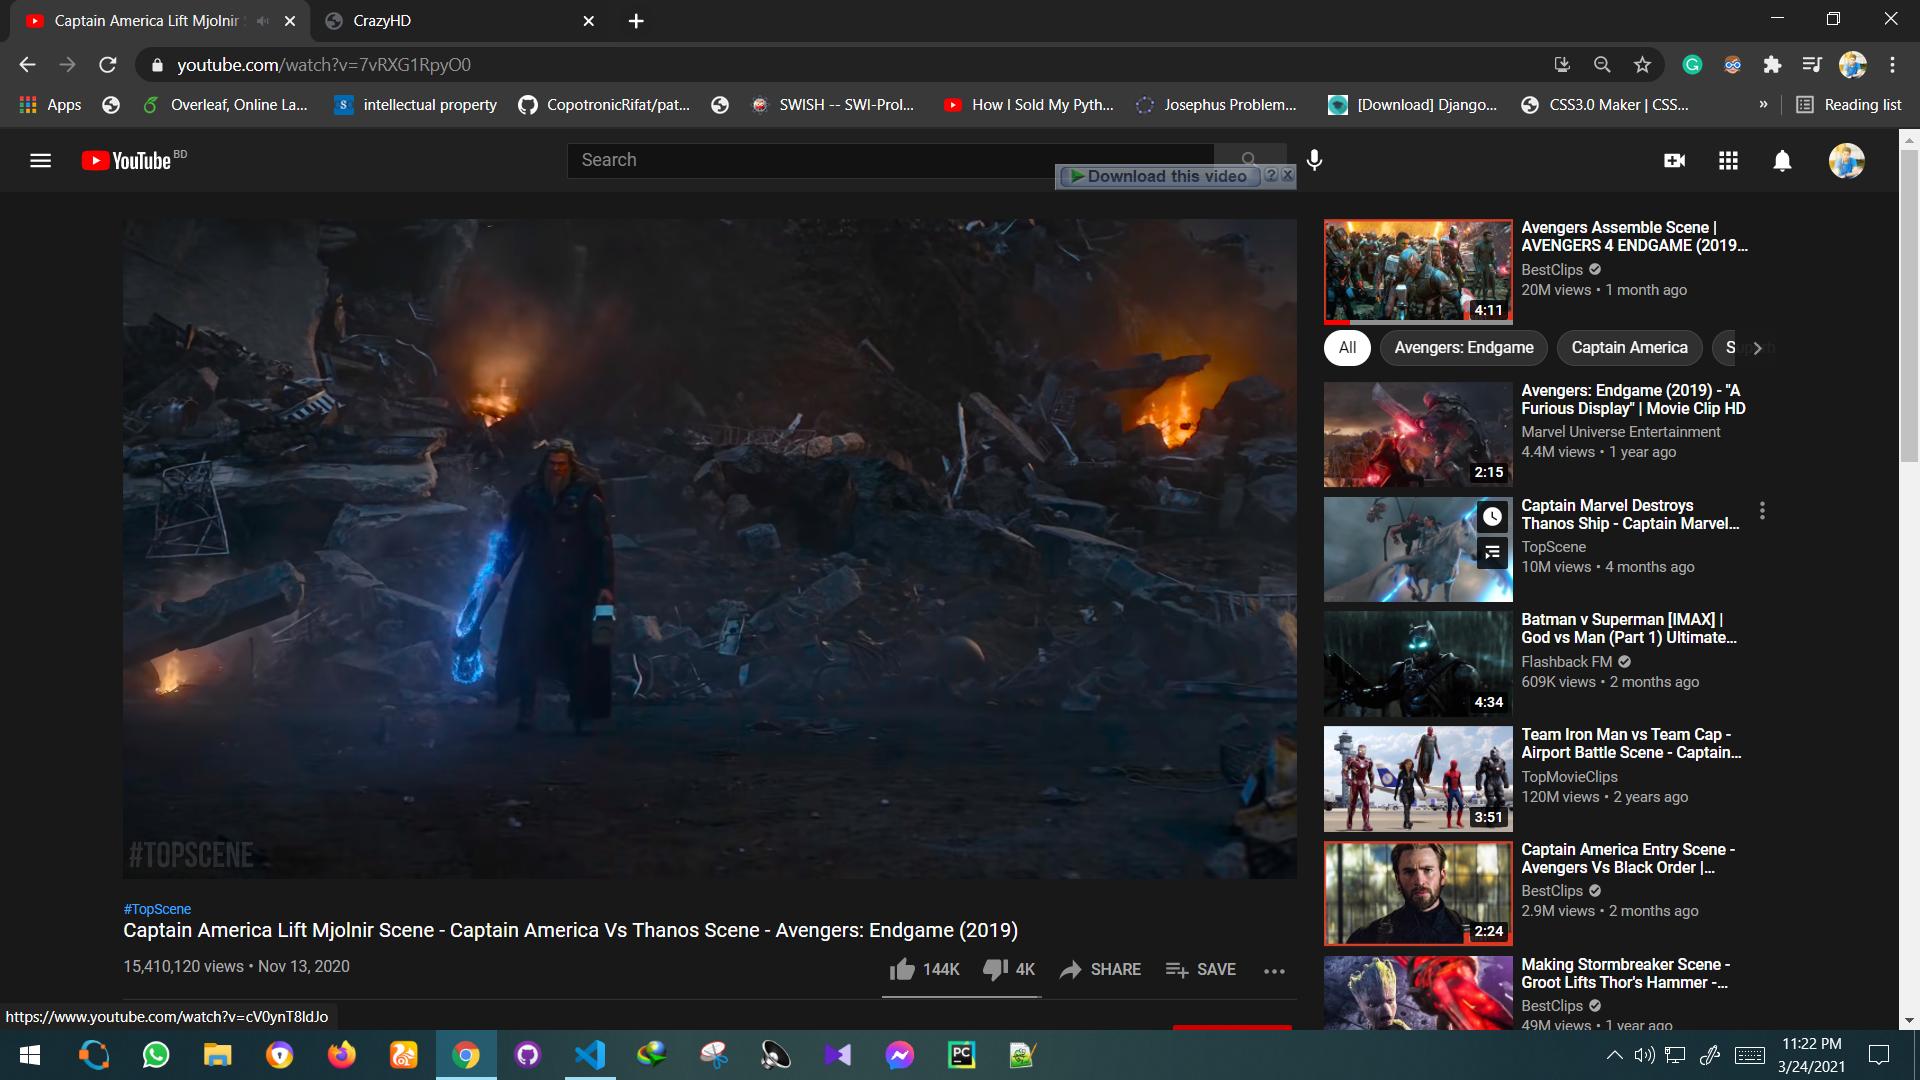 Captain America Lift Mjolnir
CrazyHD
youtube.com/watch?v=7vRXG1RpyO0
Apps
Overleaf, Online La...
S
intellectual property
CopotronicRifat/pat...
SWISH -- SWI-Prol...
How I Sold My Pyth...
Josephus Problem...
[Download] Django...
CSS3.0 Maker | CSS...
»
Reading list
YouTube BD
Search
Download this video ? X
#TOPSCENE
#TopScene
Captain America Lift Mjolnir Scene - Captain America Vs Thanos Scene - Avengers: Endgame (2019)
15,410,120 views • Nov 13, 2020
144K
4K
SHARE
SAVE
https://www.youtube.com/watch?v=cV0ynT8ldJo
4:11
Avengers Assemble Scene |
AVENGERS 4 ENDGAME (2019...
BestClips
20M views • 1 month ago
All
Avengers: Endgame
Captain America
2:15
Avengers: Endgame (2019) - "A
Furious Display" | Movie Clip HD
Marvel Universe Entertainment
4.4M views • 1 year ago
Captain Marvel Destroys
Thanos Ship - Captain Marvel...
TopScene
10M views • 4 months ago
4:34
Batman v Superman [IMAX] |
God vs Man (Part 1) Ultimate...
Flashback FM
609K views • 2 months ago
3:51
Team Iron Man vs Team Cap -
Airport Battle Scene - Captain...
TopMovieClips
120M views • 2 years ago
2:24
Captain America Entry Scene -
Avengers Vs Black Order |...
BestClips
2.9M views • 2 months ago
Making Stormbreaker Scene -
Groot Lifts Thor's Hammer -...
BestClips
49M views • 1 year ago
PC
11:22 PM
3/24/2021